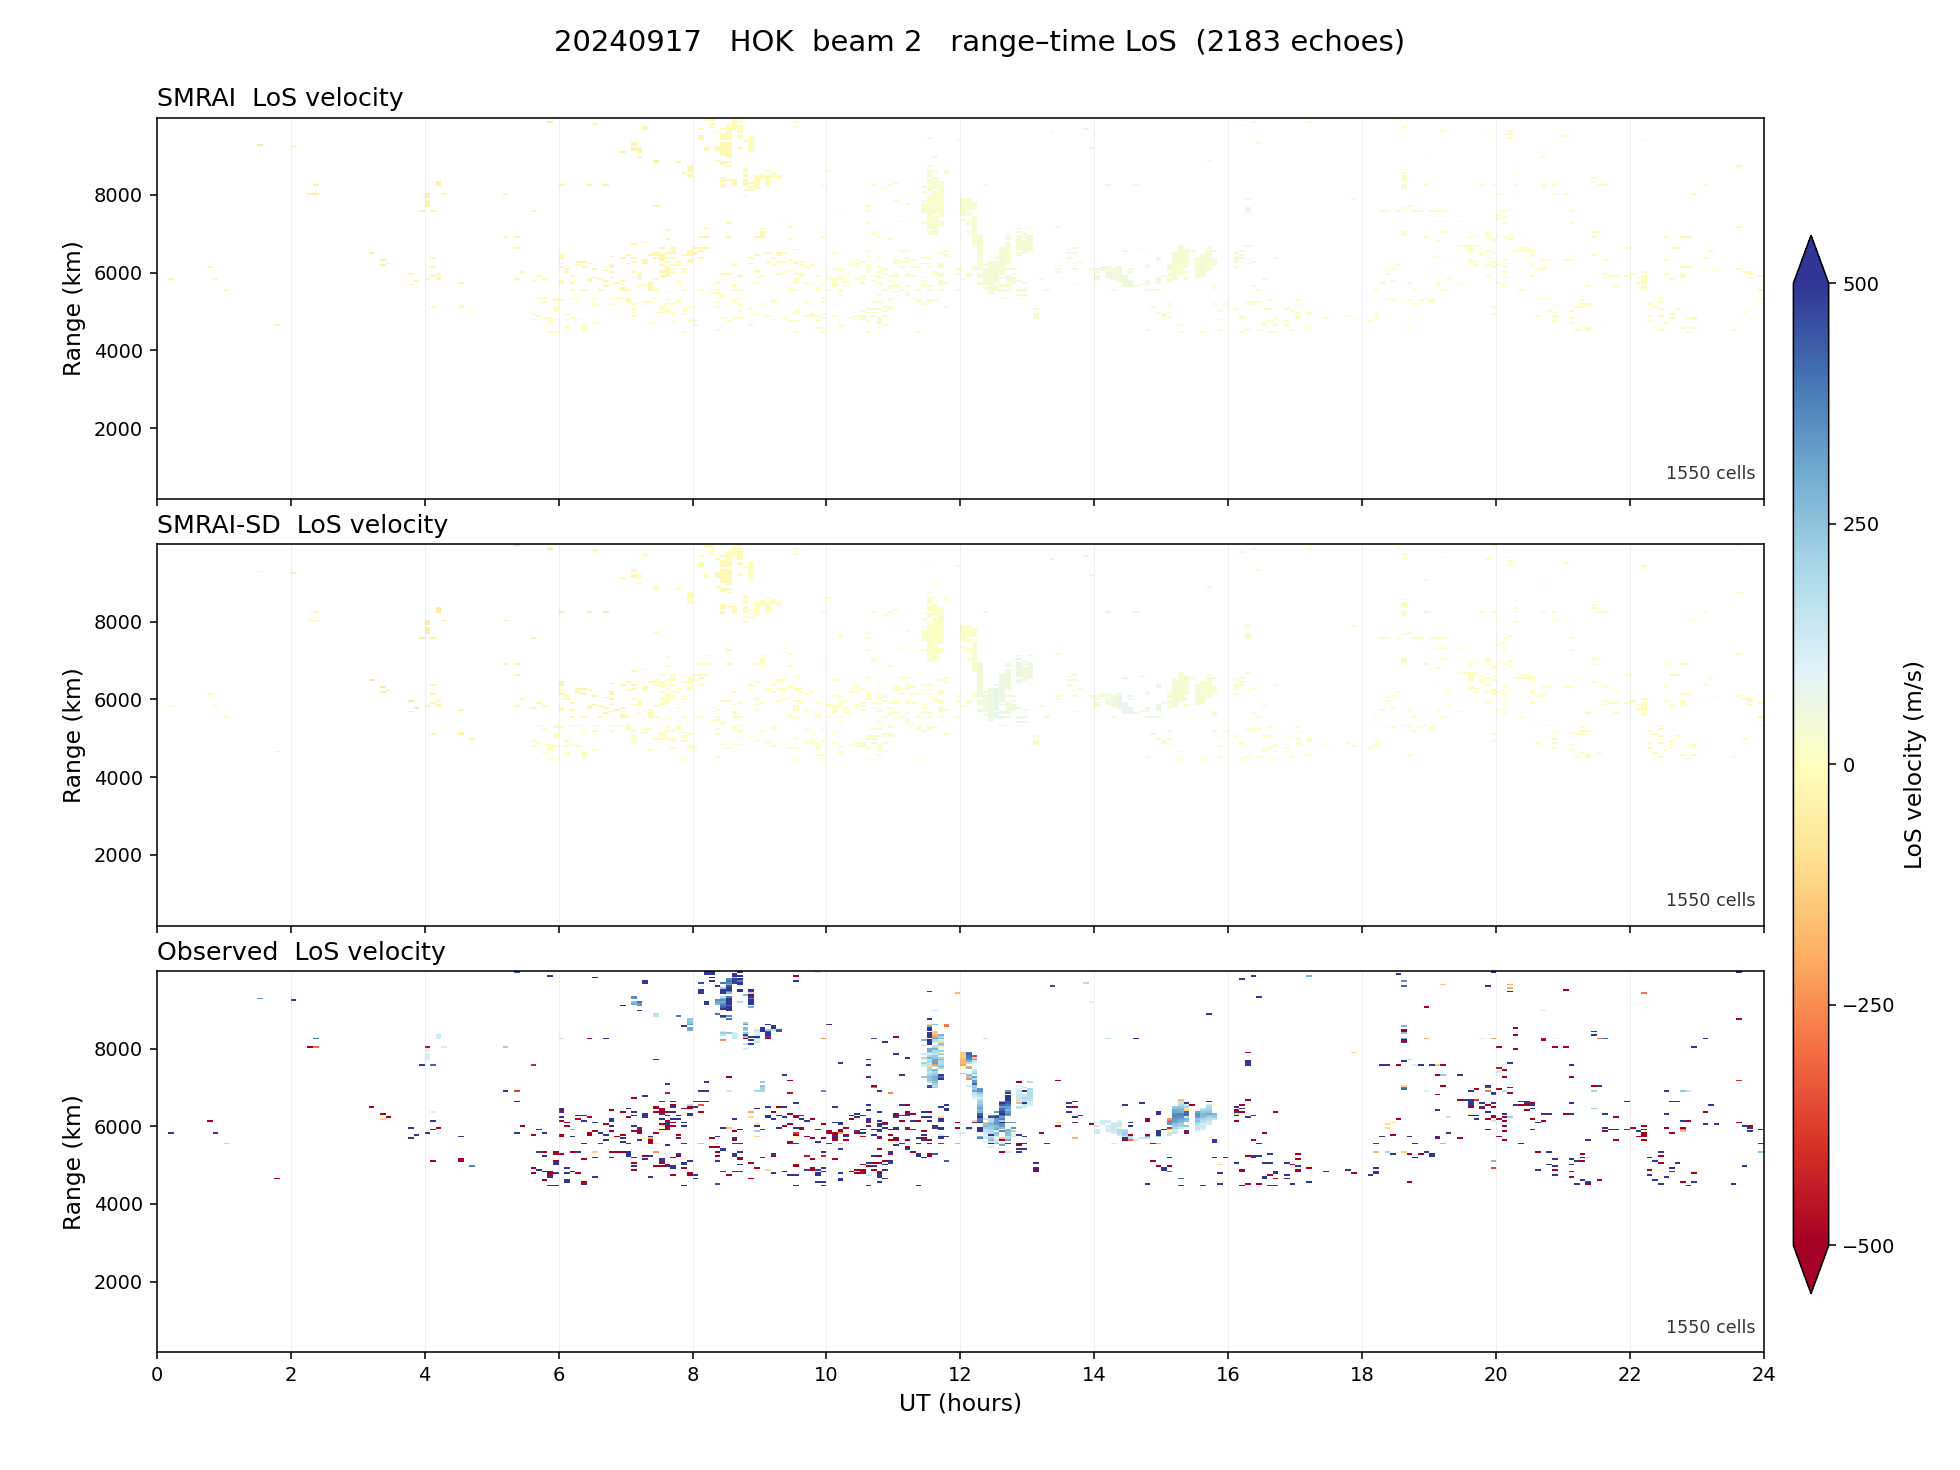 20240917   HOK  beam 2   range–time LoS  (2183 echoes)
SMRAI  LoS velocity
8000
6000
4000
2000
Range (km)
1550 cells
SMRAI-SD  LoS velocity
8000
6000
4000
2000
Range (km)
1550 cells
Observed  LoS velocity
8000
6000
4000
2000
Range (km)
1550 cells
0 2 4 6 8 10 12 14 16 18 20 22 24
UT (hours)
500
250
0
−250
−500
LoS velocity (m/s)